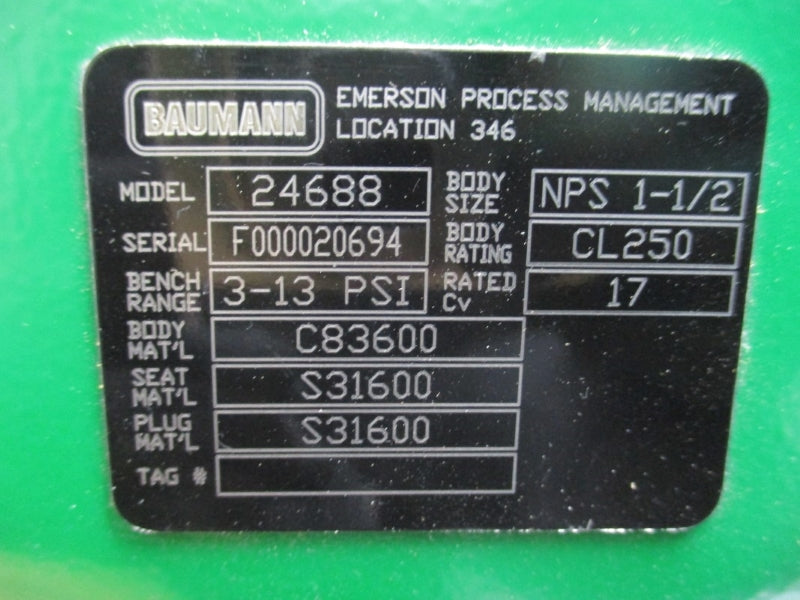 BAUMANN EMERSON PROCESS MANAGEMENT
LOCATION 346
MODEL 24688 BODY SIZE NPS 1-1/2
SERIAL F000020694 BODY RATING CL250
BENCH RANGE 3-13 PSI RATED Cv 17
BODY MAT'L C83600
SEAT MAT'L S31600
PLUG MAT'L S31600
TAG #